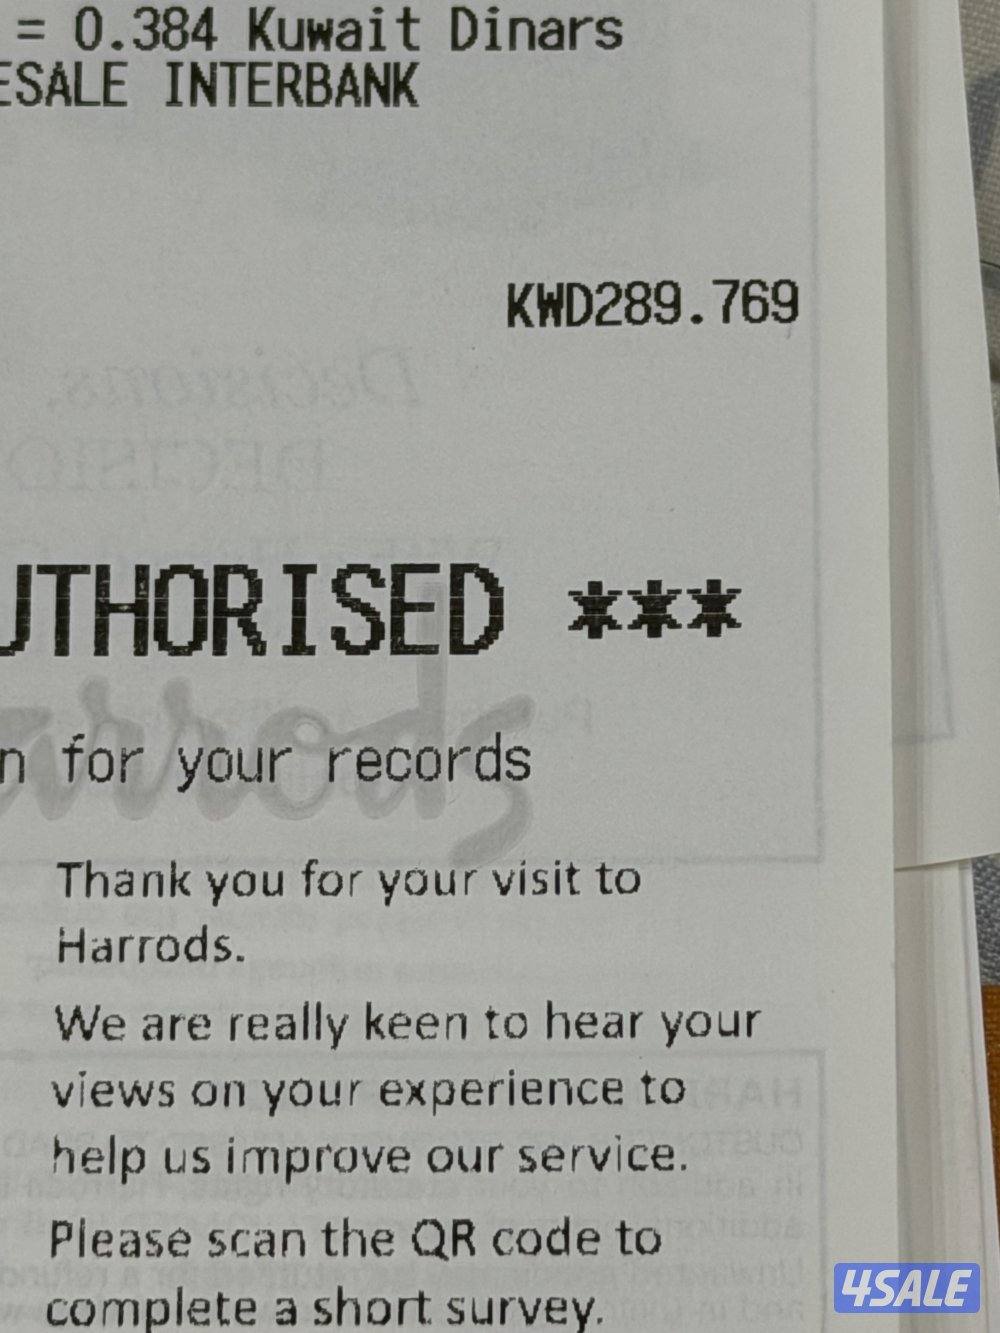 = 0.384 Kuwait Dinars
ESALE INTERBANK
KWD289.769
UTHORISED ***
n for your records
Harrods
Thank you for your visit to
Harrods.
We are really keen to hear your
views on your experience to
help us improve our service.
Please scan the QR code to
complete a short survey.
4SALE